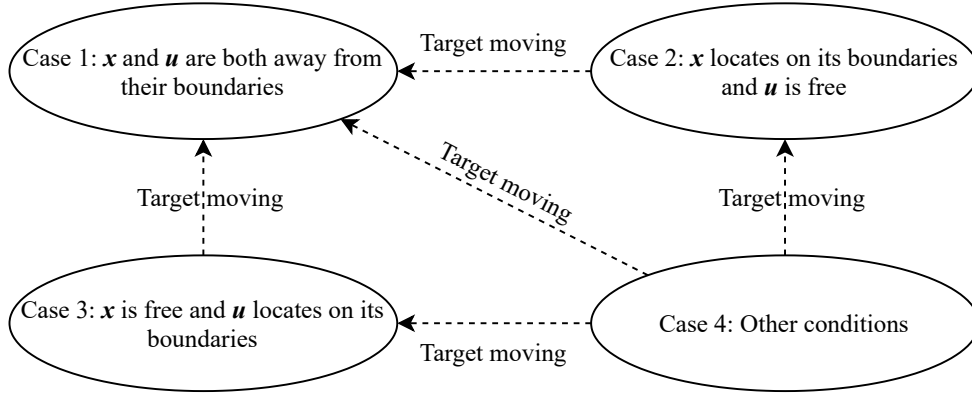 Case 1: x and u are both away from
their boundaries
Target moving
Case 2: x locates on its boundaries
and u is free
Target moving
Target moving
Target moving
Case 3: x is free and u locates on its
boundaries
Target moving
Case 4: Other conditions